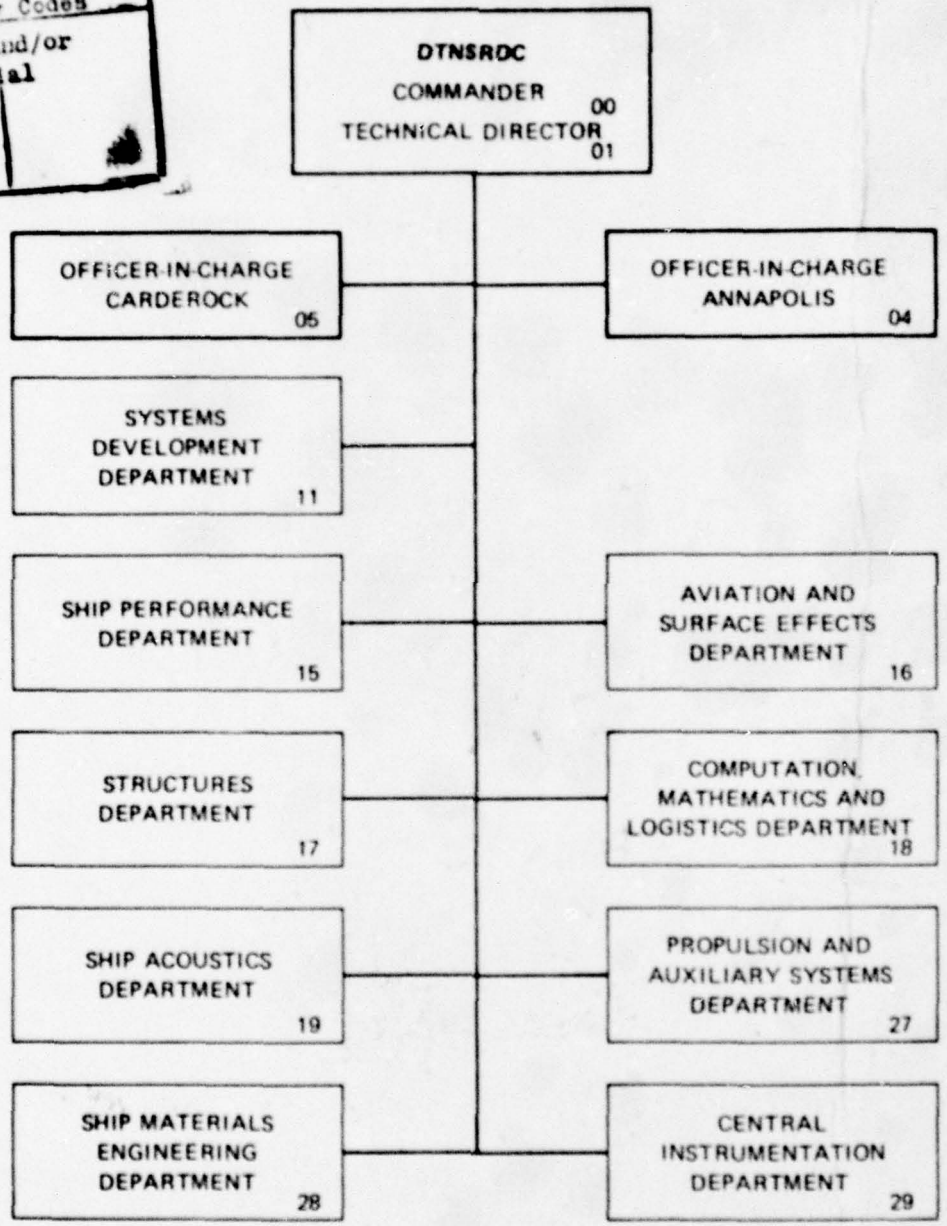 Codes
and/or
DTNSRDC
COMMANDER
00
TECHNICAL DIRECTOR
01
OFFICER-IN-CHARGE
CARDEROCK
05
OFFICER-IN-CHARGE
ANNAPOLIS
04
SYSTEMS
DEVELOPMENT
DEPARTMENT
11
SHIP PERFORMANCE
DEPARTMENT
15
AVIATION AND
SURFACE EFFECTS
DEPARTMENT
16
STRUCTURES
DEPARTMENT
17
COMPUTATION,
MATHEMATICS AND
LOGISTICS DEPARTMENT
18
SHIP ACOUSTICS
DEPARTMENT
19
PROPULSION AND
AUXILIARY SYSTEMS
DEPARTMENT
27
SHIP MATERIALS
ENGINEERING
DEPARTMENT
28
CENTRAL
INSTRUMENTATION
DEPARTMENT
29